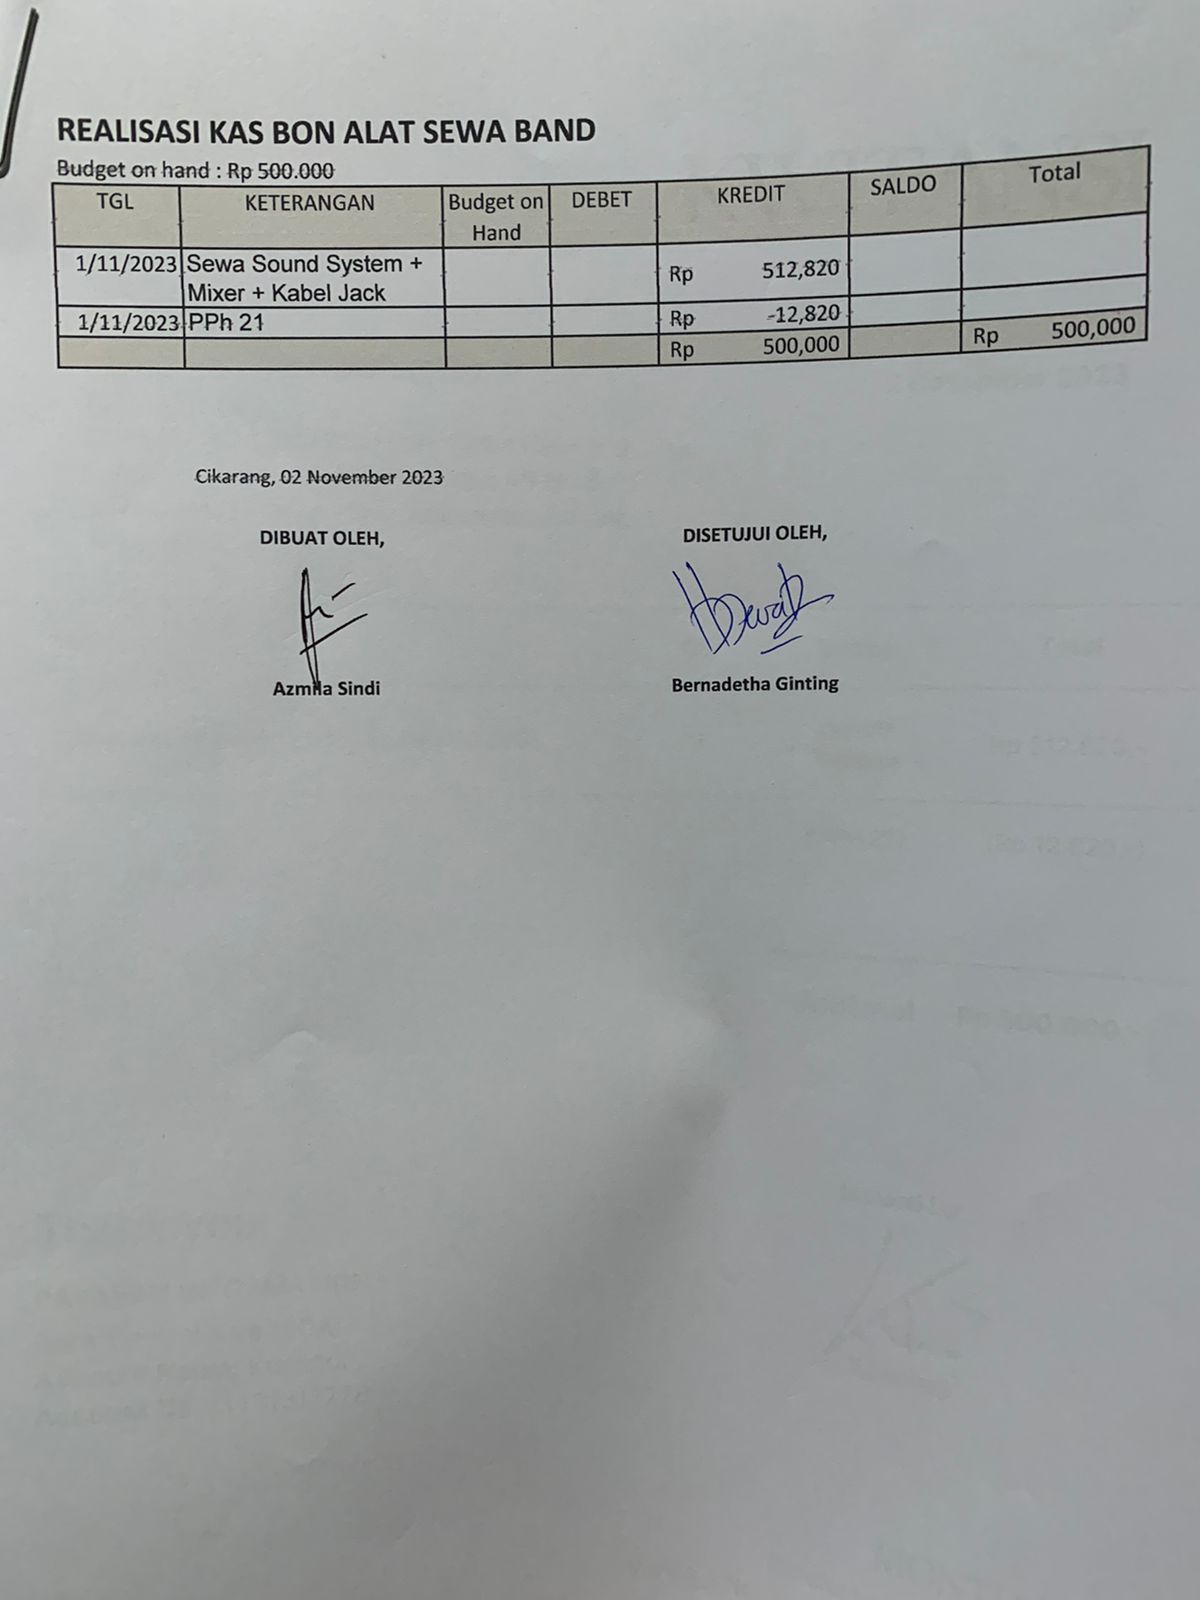 REALISASI KAS BON ALAT SEWA BAND
Budget on hand : Rp 500.000
TGL KETERANGAN Budget on Hand DEBET KREDIT SALDO Total
1/11/2023 Sewa Sound System + Rp 512,820
Mixer + Kabel Jack
1/11/2023 PPh 21 Rp -12,820
Rp 500,000 Rp 500,000
Cikarang, 02 November 2023
DIBUAT OLEH, DISETUJUI OLEH,
Azmila Sindi Bernadetha Ginting